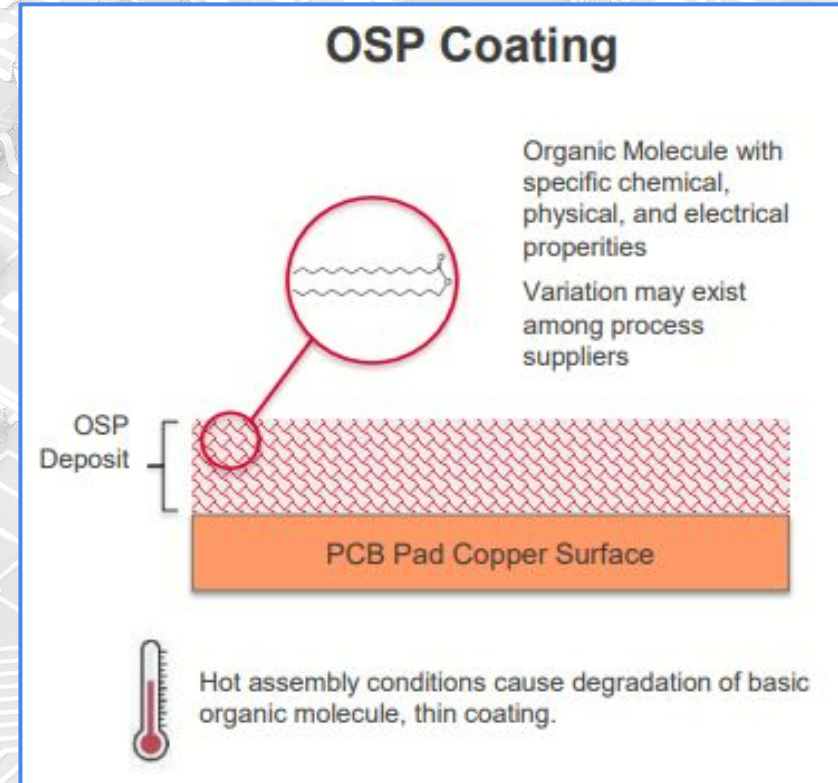 OSP Coating
Organic Molecule with
specific chemical,
physical, and electrical
properities
Variation may exist
among process
suppliers
OSP
Deposit
PCB Pad Copper Surface
Hot assembly conditions cause degradation of basic
organic molecule, thin coating.